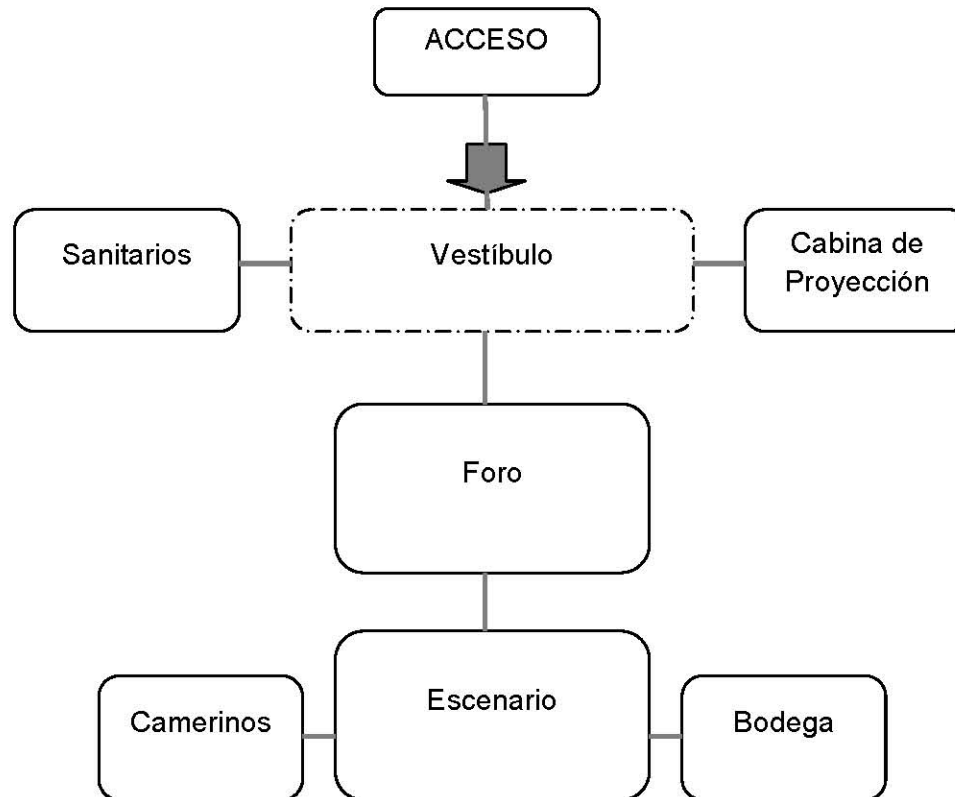 ACCESO
Sanitarios
Vestíbulo
Cabina de
Proyección
Foro
Camerinos
Escenario
Bodega